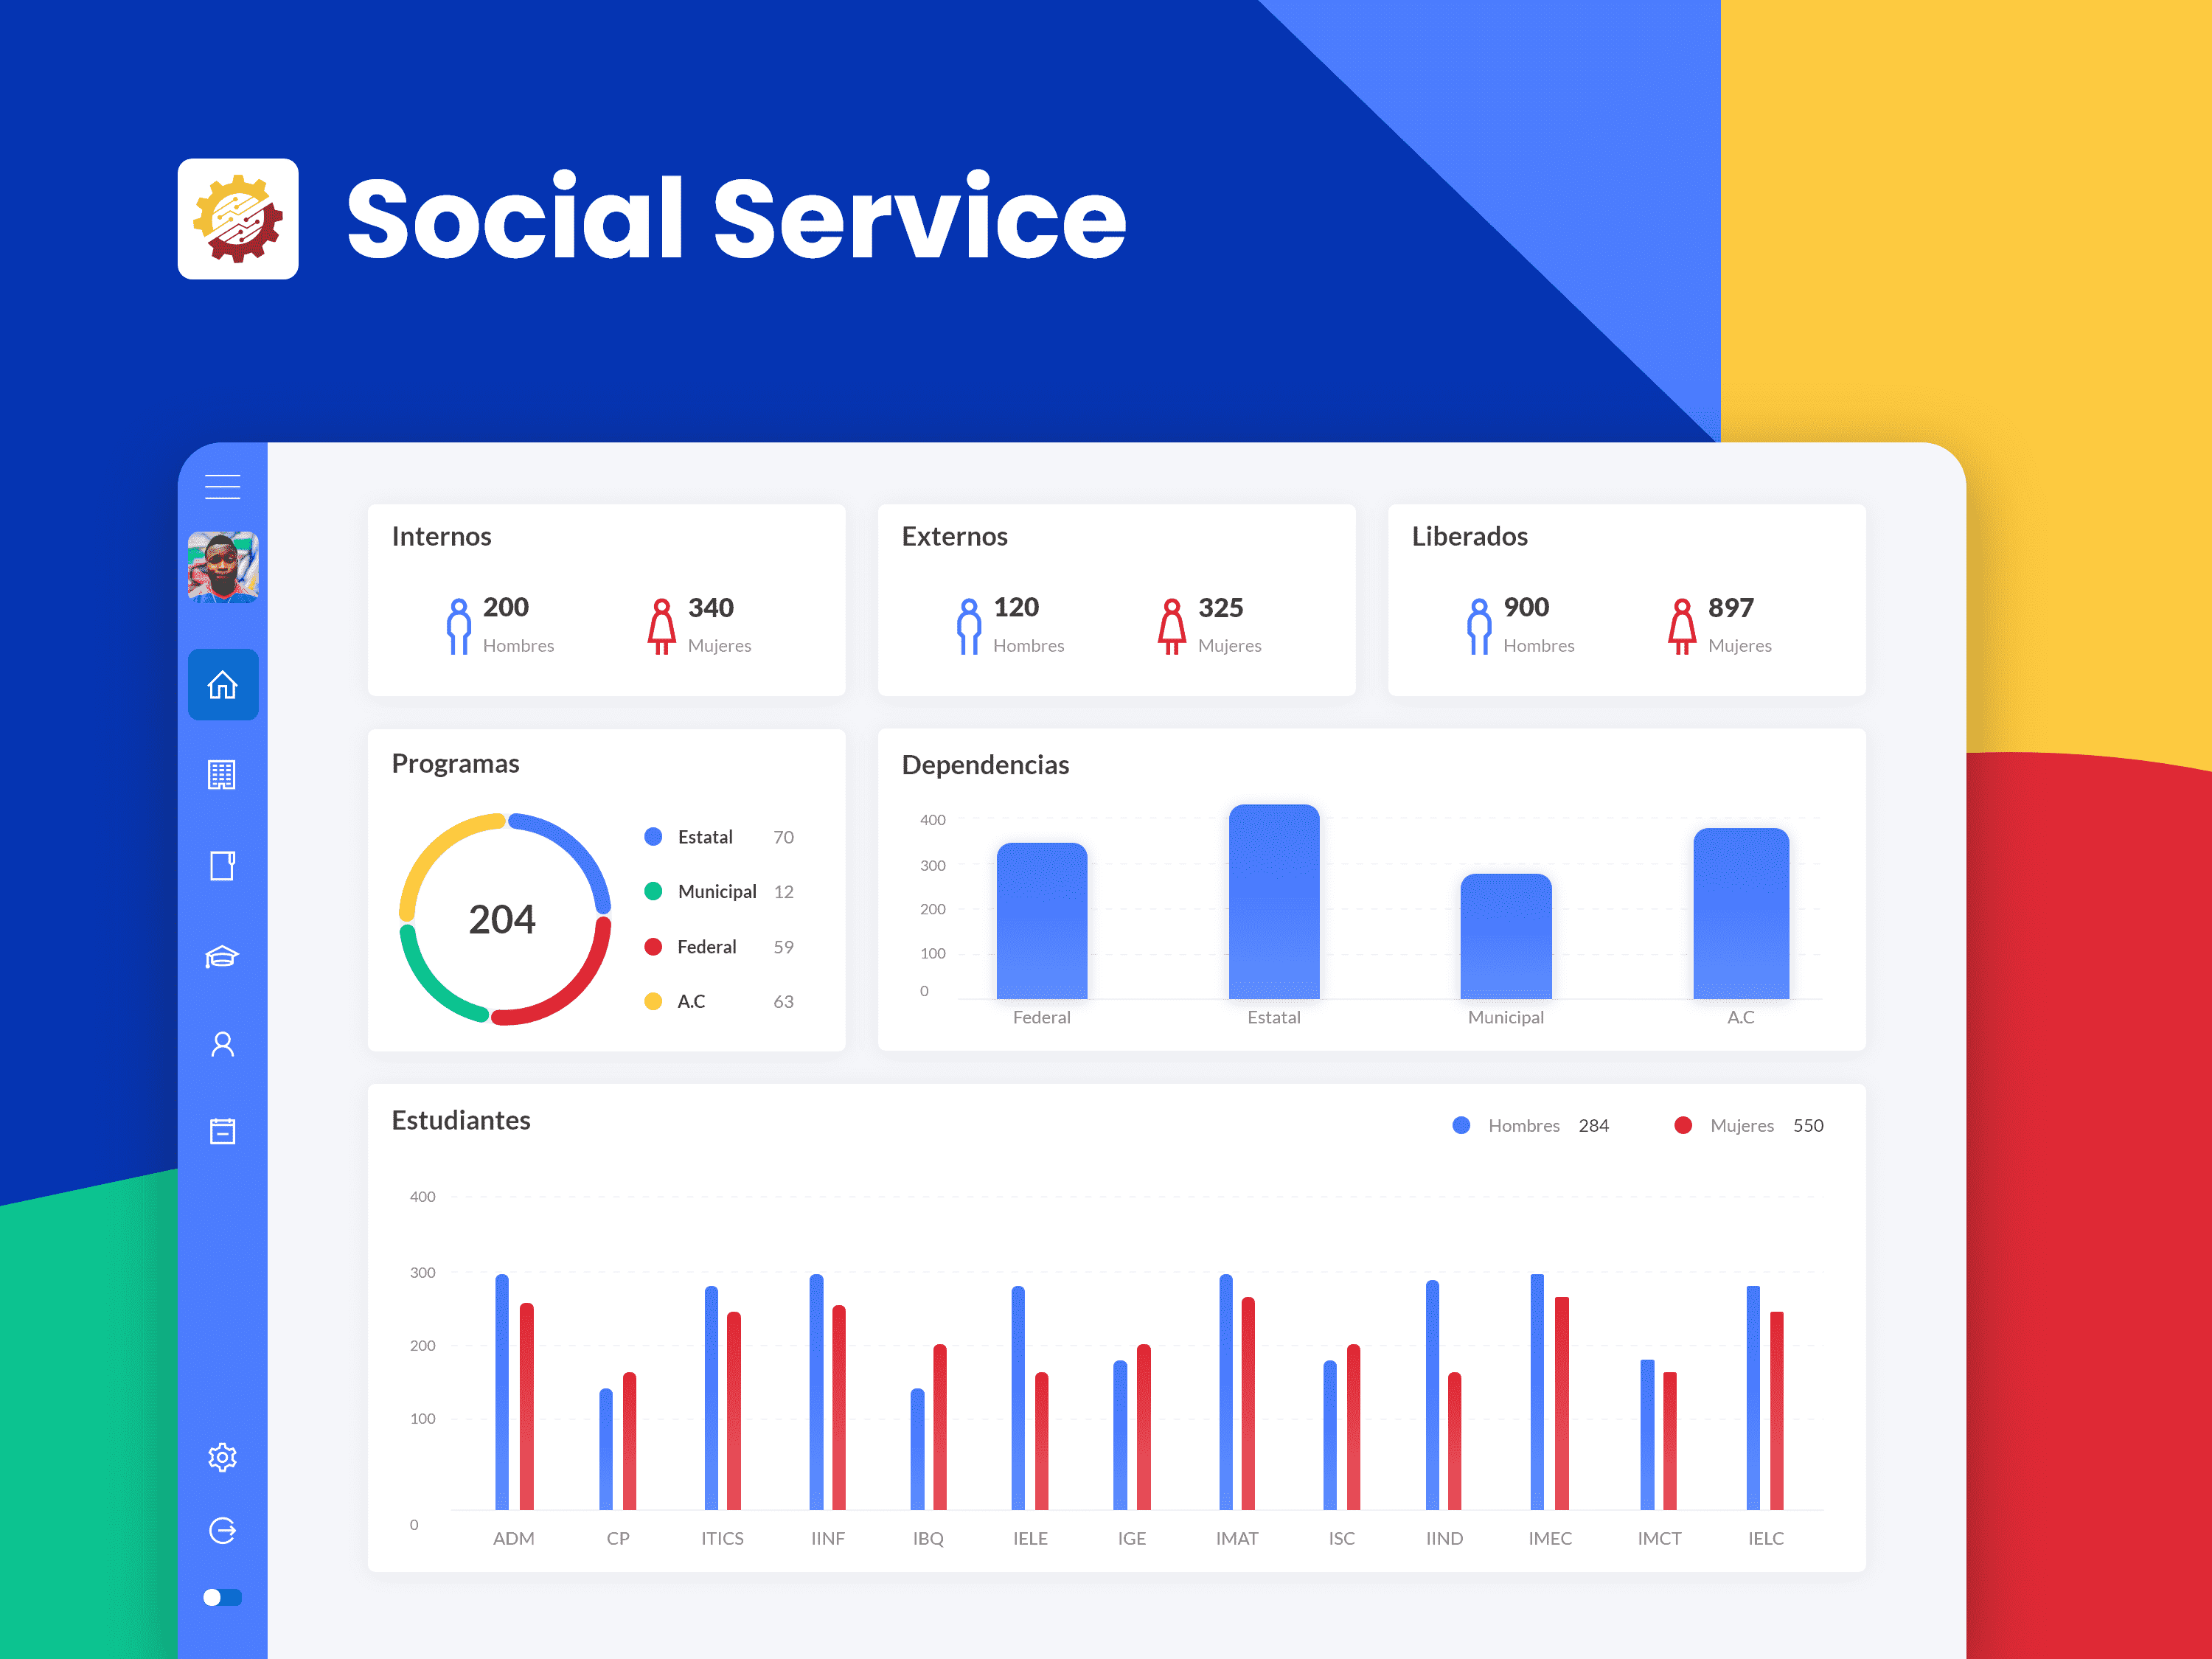 Social Service
Internos
200
Hombres
340
Mujeres
Externos
120
Hombres
325
Mujeres
Liberados
900
Hombres
897
Mujeres
Programas
204
Estatal 70
Municipal 12
Federal 59
A.C 63
Dependencias
400
300
200
100
0
Federal Estatal Municipal A.C
Estudiantes
Hombres 284 Mujeres 550
400
300
200
100
0
ADM CP ITICS IINF IBQ IELE IGE IMAT ISC IIND IMEC IMCT IELC